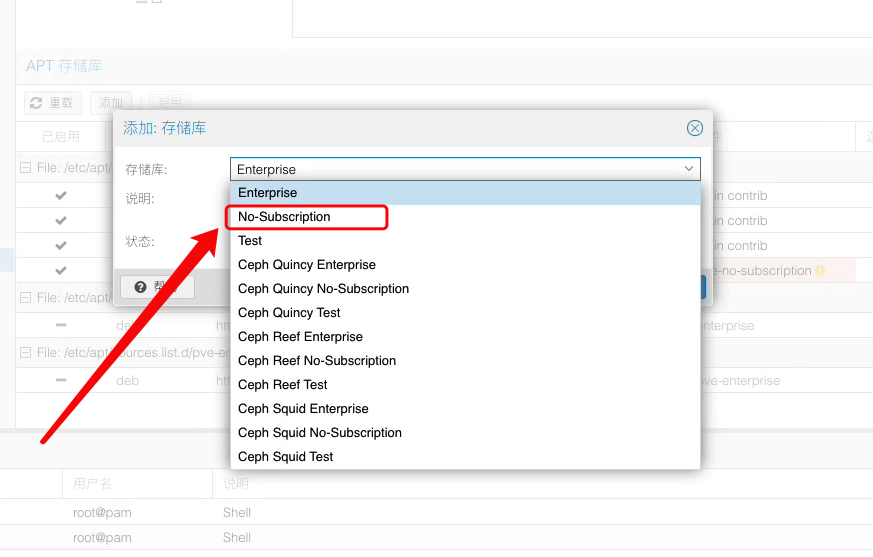 APT 存储库
重载 添加 启用
已启用
添加: 存储库
存储库: Enterprise
说明:
状态:
Enterprise
No-Subscription
Test
Ceph Quincy Enterprise
Ceph Quincy No-Subscription
Ceph Quincy Test
Ceph Reef Enterprise
Ceph Reef No-Subscription
Ceph Reef Test
Ceph Squid Enterprise
Ceph Squid No-Subscription
Ceph Squid Test
File: /etc/apt/
in contrib
in contrib
in contrib
e-no-subscription
File: /etc/apt/
deb enterprise
File: /etc/apt/sources.list.d/pve-en
deb pve-enterprise
用户名 说明
root@pam Shell
root@pam Shell